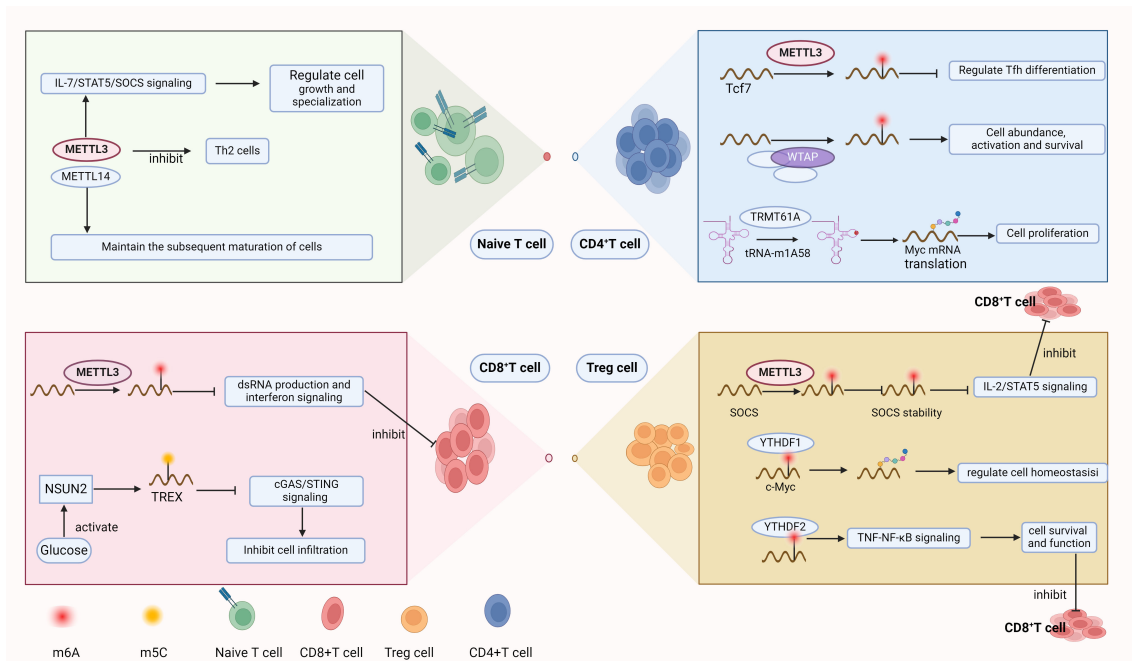 IL-7/STAT5/SOCS signaling
Regulate cell
growth and
specialization
METTL3
inhibit
Th2 cells
METTL14
Maintain the subsequent maturation of cells
Naive T cell
CD4⁺T cell
METTL3
Tcf7
Regulate Tfh differentiation
WTAP
Cell abundance,
activation and survival
TRMT61A
tRNA-m1A58
Myc mRNA
translation
Cell proliferation
METTL3
dsRNA production and
interferon signaling
inhibit
NSUN2
TREX
cGAS/STING
signaling
activate
Glucose
Inhibit cell infiltration
CD8⁺T cell
Treg cell
CD8⁺T cell
inhibit
METTL3
SOCS
SOCS stability
IL-2/STAT5 signaling
YTHDF1
c-Myc
regulate cell homeostasisi
YTHDF2
TNF-NF-κB signaling
cell survival
and function
inhibit
CD8⁺T cell
m6A
m5C
Naive T cell
CD8+T cell
Treg cell
CD4+T cell